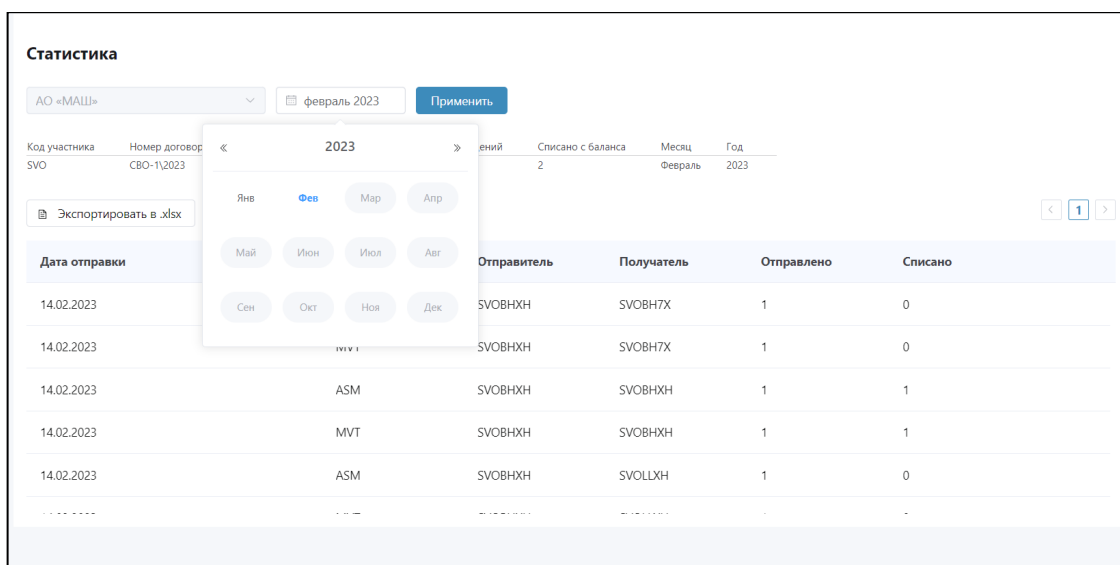 Статистика
АО «МАШ» февраль 2023 Применить
Код участника Номер договор ений Списано с баланса Месяц Год
SVO СВО-1\2023 2 Февраль 2023
« 2023 »
Янв Фев Мар Апр
Май Июн Июл Авг
Сен Окт Ноя Дек
Экспортировать в .xlsx < 1 >
Дата отправки Отправитель Получатель Отправлено Списано
14.02.2023 SVOBHXH SVOBH7X 1 0
14.02.2023 MVT SVOBHXH SVOBH7X 1 0
14.02.2023 ASM SVOBHXH SVOBHXH 1 1
14.02.2023 MVT SVOBHXH SVOBHXH 1 1
14.02.2023 ASM SVOBHXH SVOLLXH 1 0